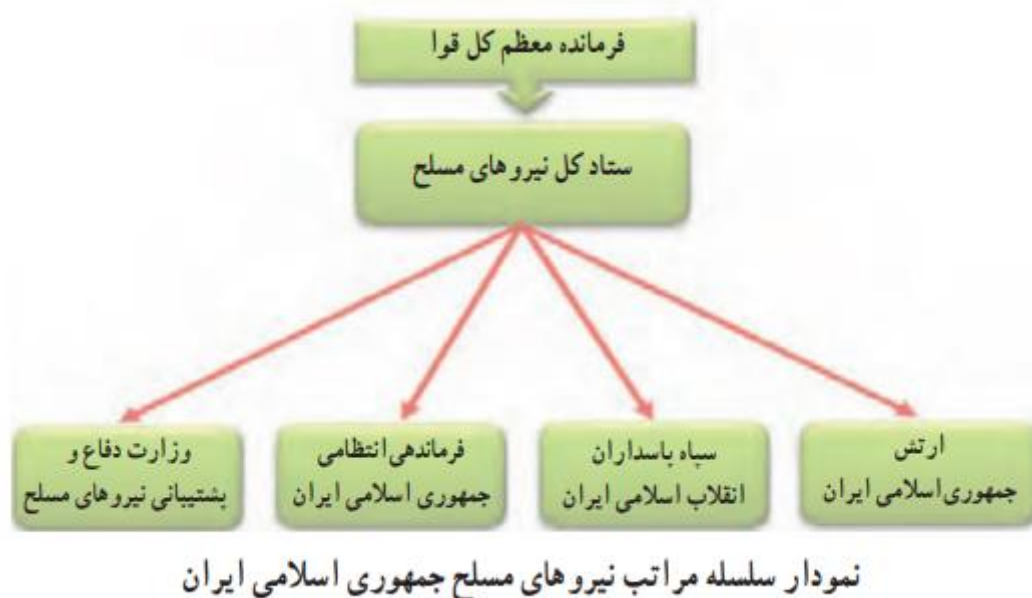 فرمانده معظم کل قوا
ستاد کل نیروهای مسلح
ارتش
جمهوری اسلامی ایران
سپاه پاسداران
انقلاب اسلامی ایران
فرماندهی انتظامی
جمهوری اسلامی ایران
وزارت دفاع و
پشتیبانی نیروهای مسلح
نمودار سلسله مراتب نیروهای مسلح جمهوری اسلامی ایران